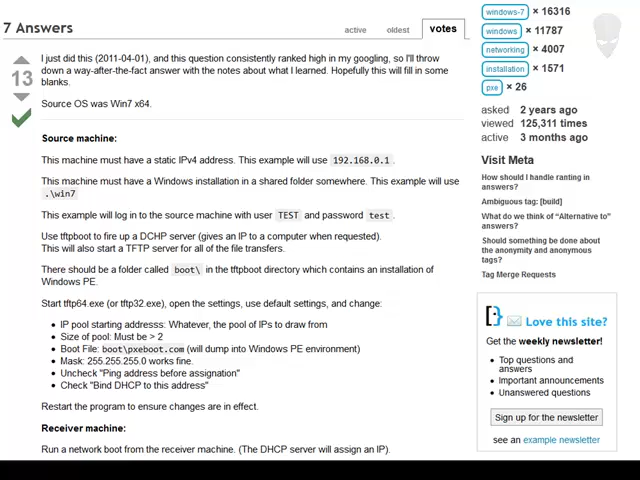 7 Answers
active
oldest
votes
13
I just did this (2011-04-01), and this question consistently ranked high in my googling, so I'll throw
down a way-after-the-fact answer with the notes about what I learned. Hopefully this will fill in some
blanks.
Source OS was Win7 x64.
Source machine:
This machine must have a static IPv4 address. This example will use 192.168.0.1.
This machine must have a Windows installation in a shared folder somewhere. This example will use
.\win7
This example will log in to the source machine with user TEST and password test.
Use tftpboot to fire up a DCHP server (gives an IP to a computer when requested).
This will also start a TFTP server for all of the file transfers.
There should be a folder called boot\ in the tftpboot directory which contains an installation of
Windows PE.
Start tftp64.exe (or tftp32.exe), open the settings, use default settings, and change:
• IP pool starting addresss: Whatever, the pool of IPs to draw from
• Size of pool: Must be > 2
• Boot File: boot\pxeboot.com (will dump into Windows PE environment)
• Mask: 255.255.255.0 works fine.
• Uncheck "Ping address before assignation"
• Check "Bind DHCP to this address"
Restart the program to ensure changes are in effect.
Receiver machine:
Run a network boot from the receiver machine. (The DHCP server will assign an IP).
windows-7 × 16316
windows × 11787
networking × 4007
installation × 1571
pxe × 26
asked 2 years ago
viewed 125,311 times
active 3 months ago
Visit Meta
How should I handle ranting in
answers?
Ambiguous tag: [build]
What do we think of “Alternative to”
answers?
Should something be done about
the anonymity and anonymous
tags?
Tag Merge Requests
Love this site?
Get the weekly newsletter!
• Top questions and
answers
• Important announcements
• Unanswered questions
Sign up for the newsletter
see an example newsletter